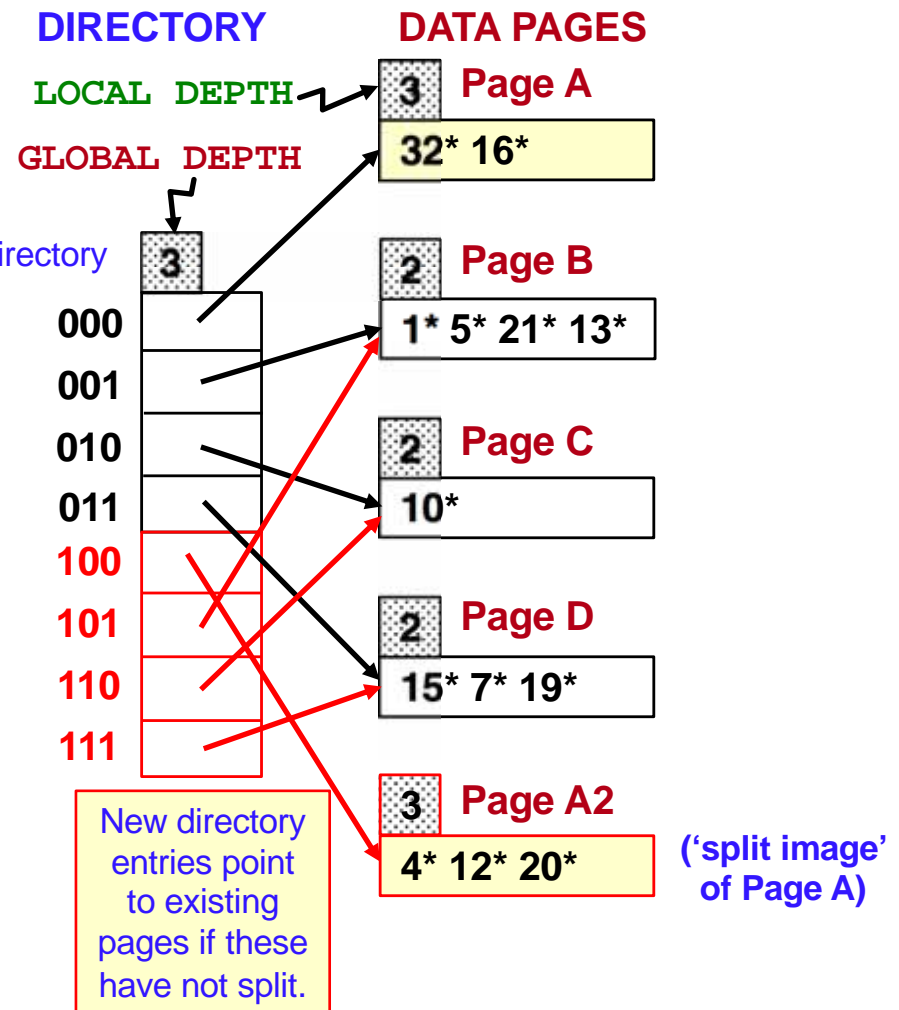 DIRECTORY
DATA PAGES
LOCAL DEPTH
3 Page A
32* 16*
GLOBAL DEPTH
irectory
3
2 Page B
1* 5* 21* 13*
000
001
010
011
100
101
110
111
2 Page C
10*
2 Page D
15* 7* 19*
3 Page A2
4* 12* 20*
(‘split image’
of Page A)
New directory
entries point
to existing
pages if these
have not split.